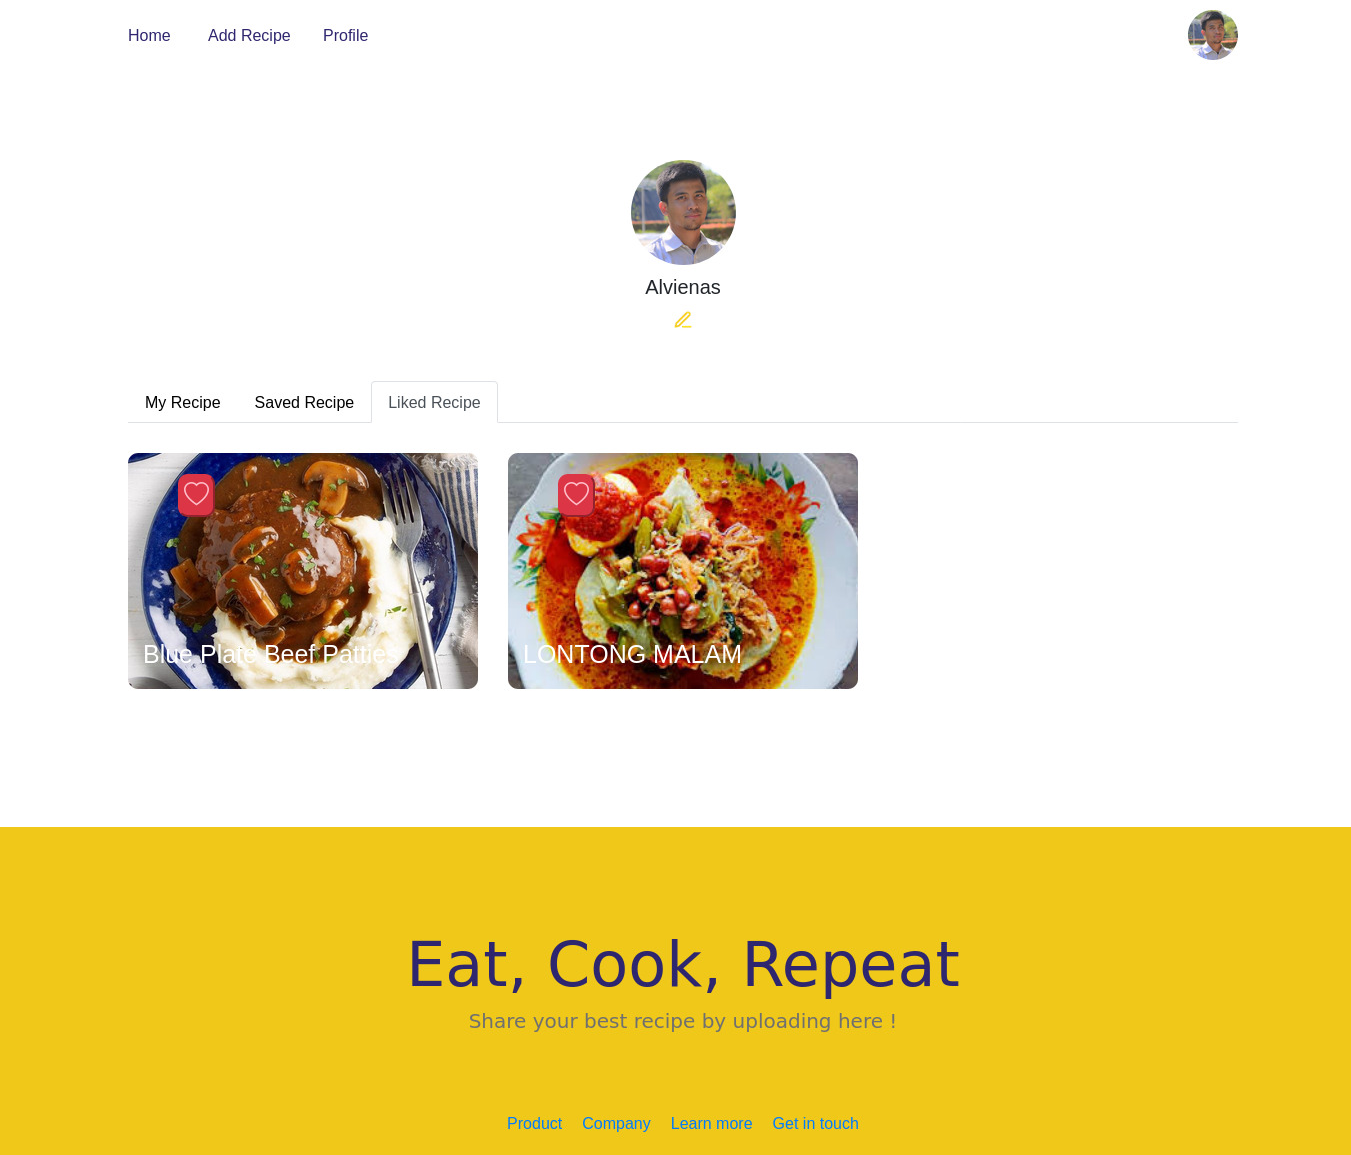 Home Add Recipe Profile
Alvienas
My Recipe Saved Recipe Liked Recipe
Blue Plate Beef Patties
LONTONG MALAM
Eat, Cook, Repeat
Share your best recipe by uploading here !
Product Company Learn more Get in touch